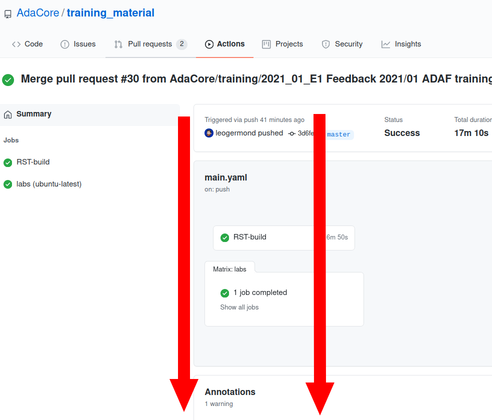 AdaCore / training_material
Code Issues Pull requests 2 Actions Projects Security Insights
Merge pull request #30 from AdaCore/training/2021_01_E1 Feedback 2021/01 ADAF training
Summary
Jobs
RST-build
labs (ubuntu-latest)
Triggered via push 41 minutes ago
leogermond pushed master
Status
Success
Total duration
17m 10s
main.yaml
on: push
RST-build 6m 50s
Matrix: labs
1 job completed
Show all jobs
Annotations
1 warning